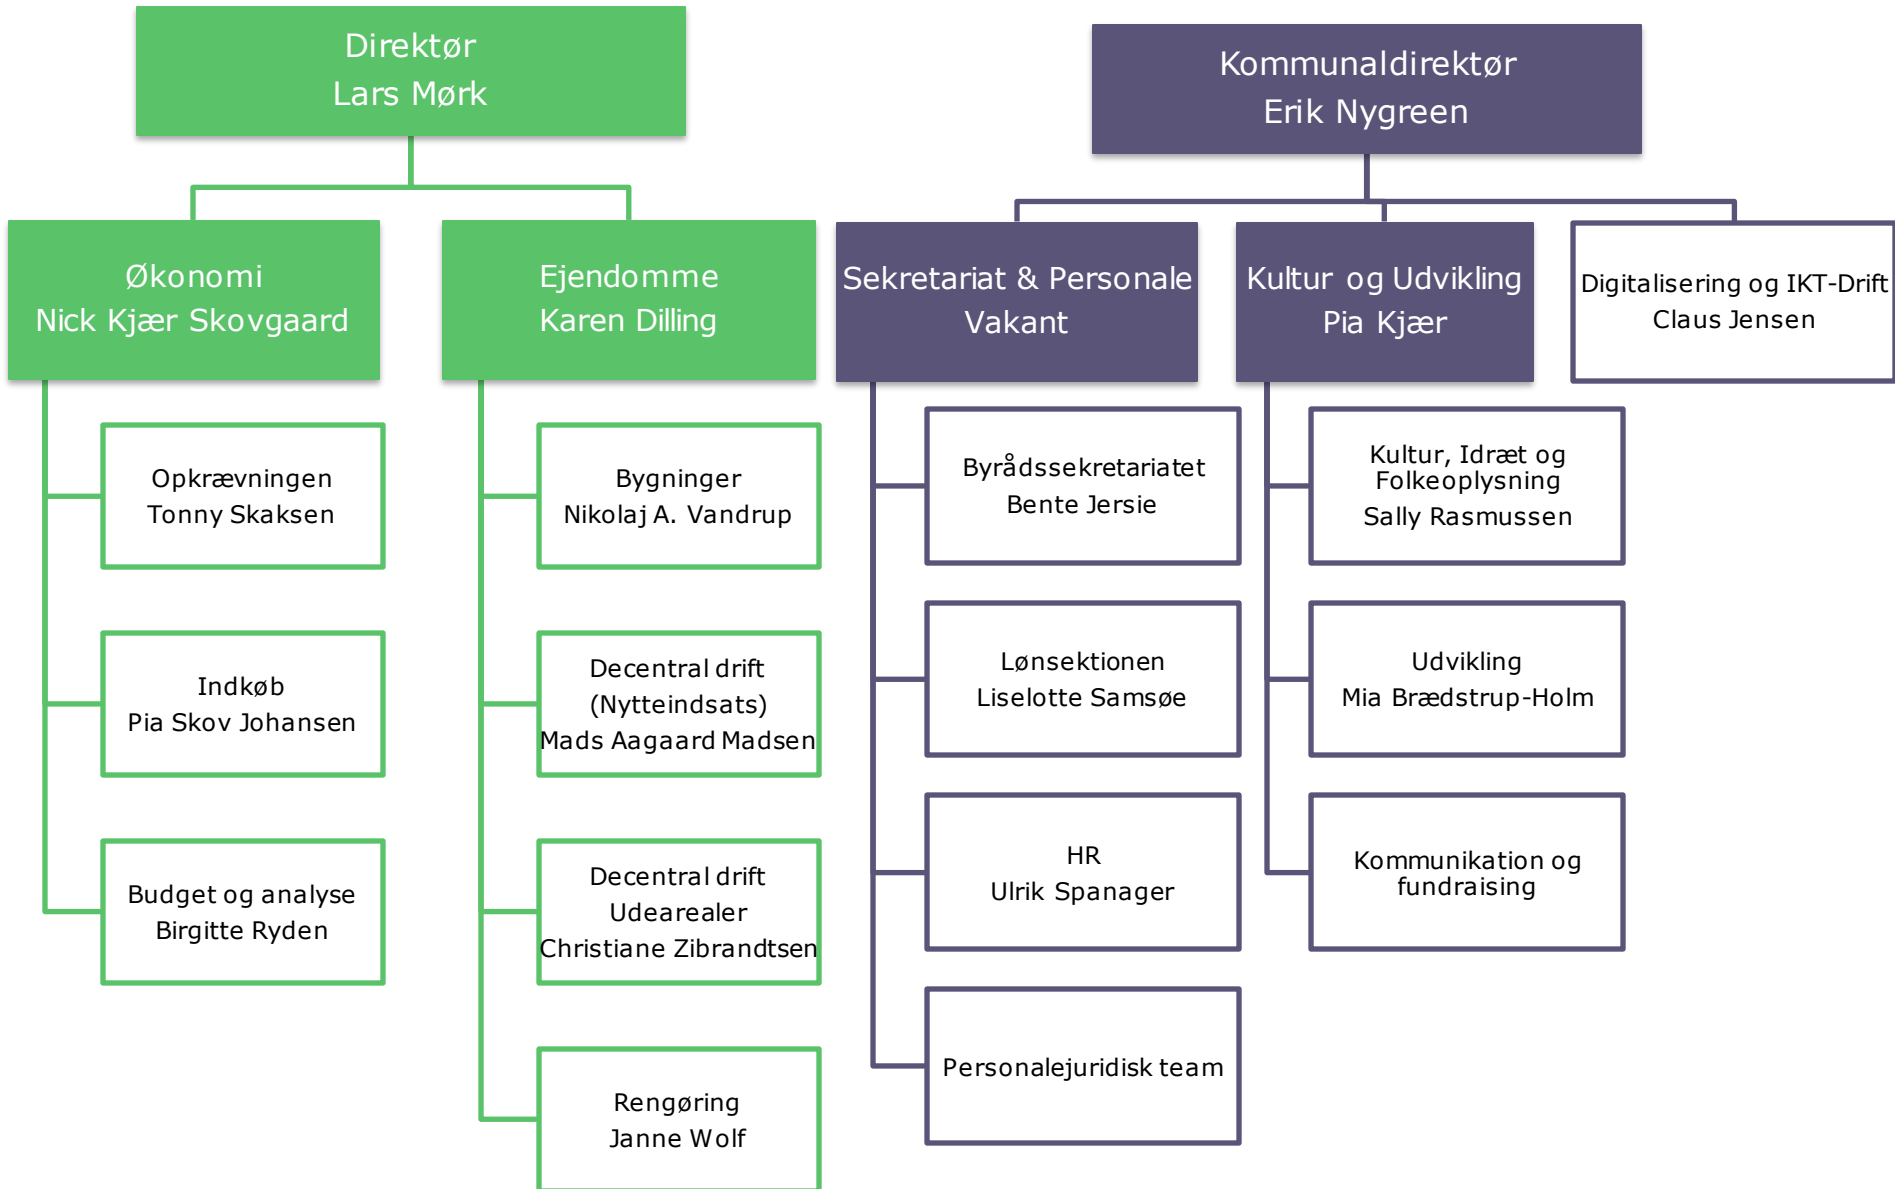 Direktør
Lars Mørk
Økonomi
Nick Kjær Skovgaard
Opkrævningen
Tonny Skaksen
Indkøb
Pia Skov Johansen
Budget og analyse
Birgitte Ryden
Ejendomme
Karen Dilling
Bygninger
Nikolaj A. Vandrup
Decentral drift
(Nytteindsats)
Mads Aagaard Madsen
Decentral drift
Udearealer
Christiane Zibrandtsen
Rengøring
Janne Wolf
Kommunaldirektør
Erik Nygreen
Sekretariat & Personale
Vakant
Byrådssekretariatet
Bente Jersie
Lønsektionen
Liselotte Samsøe
HR
Ulrik Spanager
Personalejuridisk team
Kultur og Udvikling
Pia Kjær
Kultur, Idræt og
Folkeoplysning
Sally Rasmussen
Udvikling
Mia Brædstrup-Holm
Kommunikation og
fundraising
Digitalisering og IKT-Drift
Claus Jensen